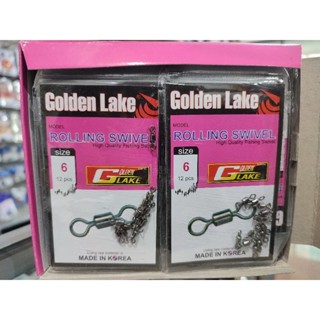 Golden Lake
MODEL
ROLLING SWIVEL
High Quality Fishing Swivel
size
6
12 pcs
GOLDEN
LAKE
MADE IN KOREA
Golden Lake
MODEL
ROLLING SWIVEL
High Quality Fishing Swivel
size
6
12 pcs
GOLDEN
LAKE
MADE IN KOREA